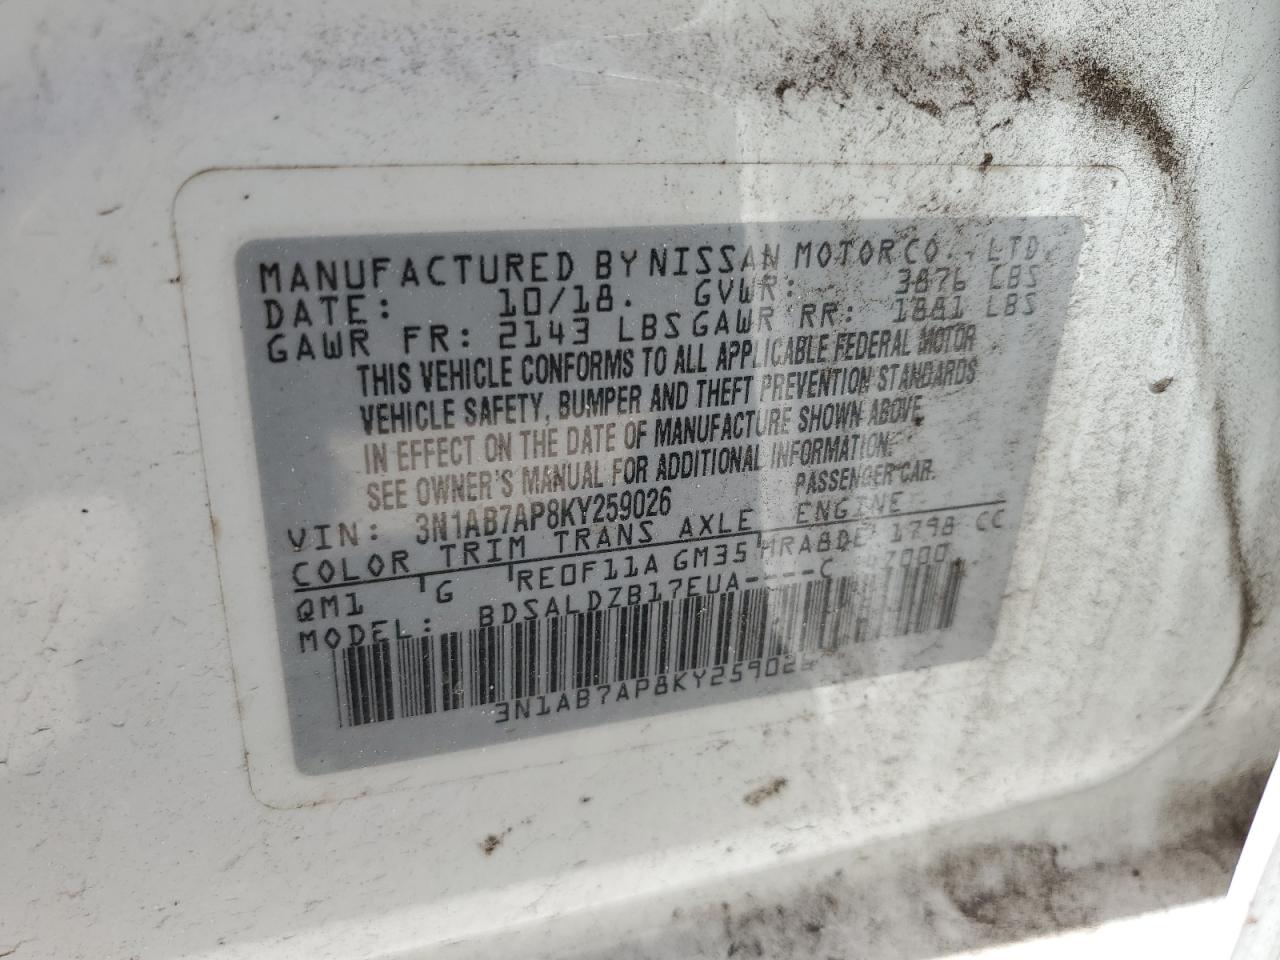 MANUFACTURED BY NISSAN MOTOR CO., LTD.
DATE: 10/18. GVWR: 3876 LBS
GAWR FR: 2143 LBS GAWR RR: 1881 LBS
THIS VEHICLE CONFORMS TO ALL APPLICABLE FEDERAL MOTOR
VEHICLE SAFETY, BUMPER AND THEFT PREVENTION STANDARDS
IN EFFECT ON THE DATE OF MANUFACTURE SHOWN ABOVE.
SEE OWNER'S MANUAL FOR ADDITIONAL INFORMATION.
VIN: 3N1AB7AP8KY259026 PASSENGER CAR.
COLOR TRIM TRANS AXLE ENGINE
QM1 G RE0F11A GM35 MRA8DE 1798 CC
MODEL: BDSALDZB17EUA----C
3N1AB7AP8KY259026